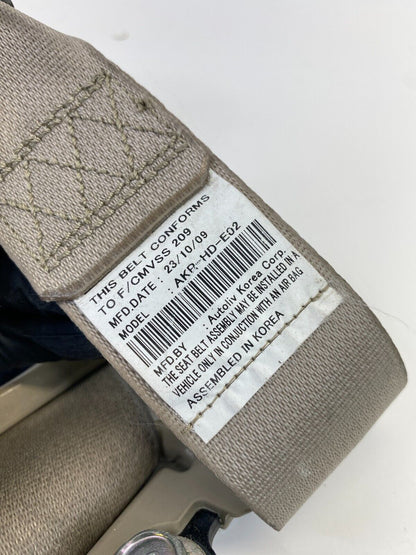 THIS BELT CONFORMS
TO F/CMVSS 209
MFD.DATE : 23/10/09
MODEL : AKP-HD-E02
MFD.BY : Autoliv Korea Corp.
THE SEAT BELT ASSEMBLY MAY BE INSTALLED IN A
VEHICLE ONLY IN CONJUCTION WITH AN AIR BAG
ASSEMBLED IN KOREA